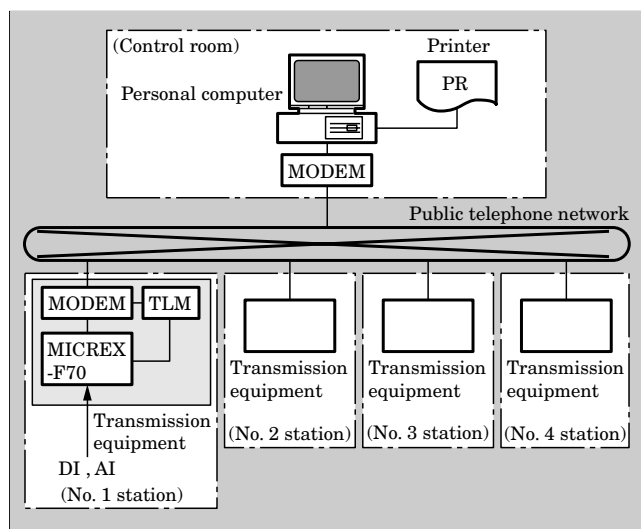 (Control room)
Printer
PR
Personal computer
MODEM
Public telephone network
MODEM
TLM
MICREX
-F70
Transmission
equipment
DI , AI
(No. 1 station)
Transmission
equipment
(No. 2 station)
Transmission
equipment
(No. 3 station)
Transmission
equipment
(No. 4 station)